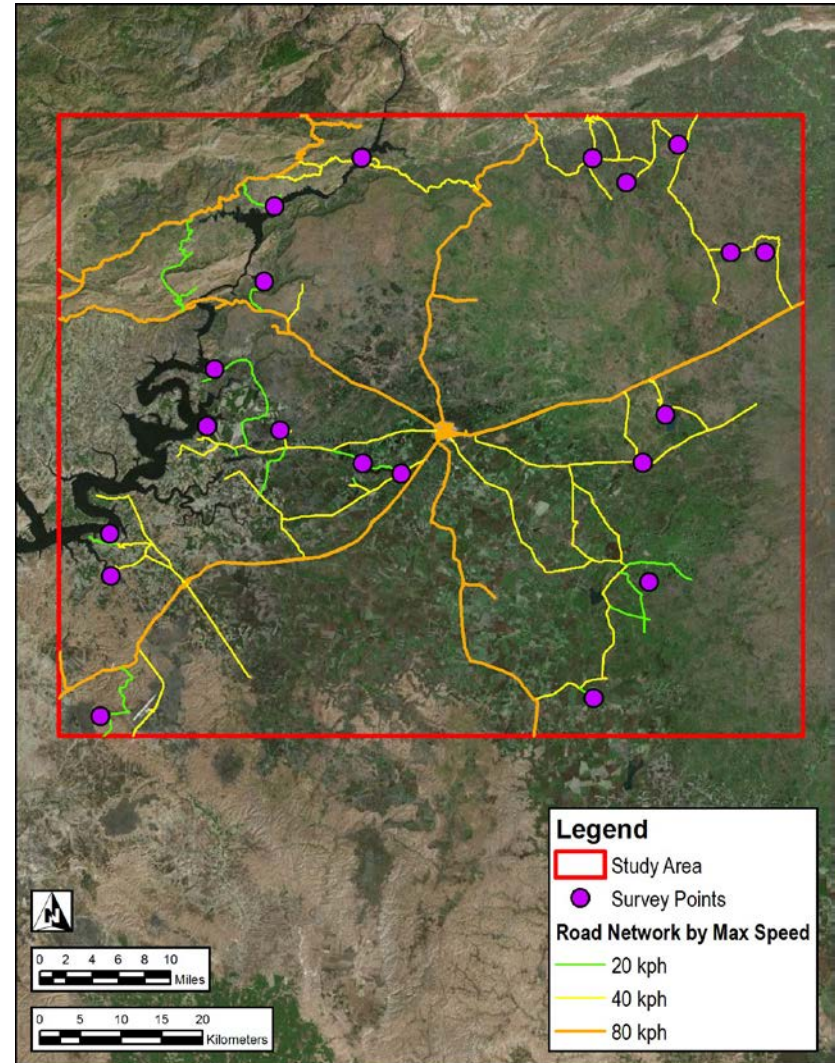 N
0 2 4 6 8 10
Miles
0 5 10 15 20
Kilometers
Legend
Study Area
Survey Points
Road Network by Max Speed
20 kph
40 kph
80 kph